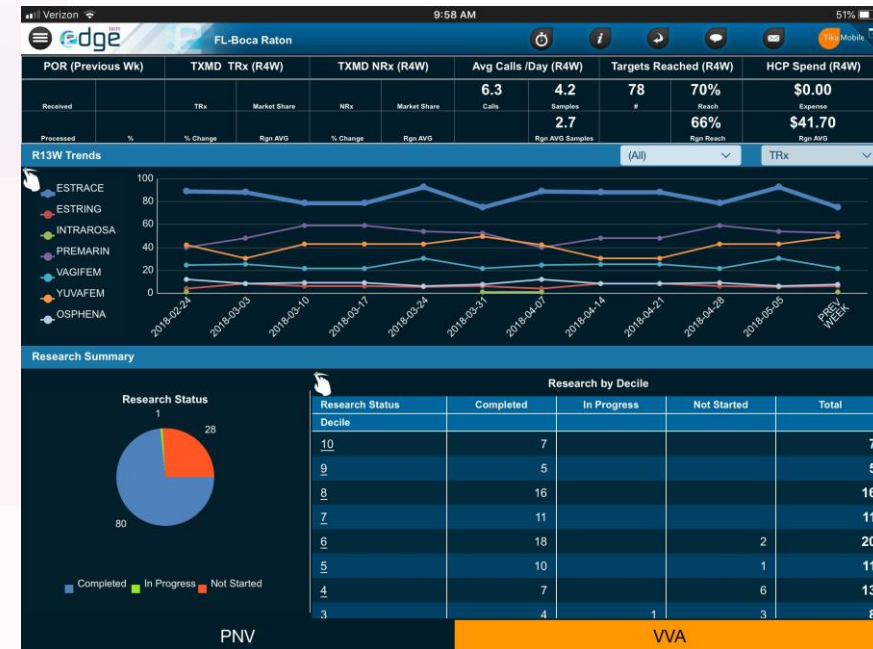 Verizon 9:58 AM 51%
edge FL-Boca Raton i Tika Mobile
POR (Previous Wk) TXMD TRx (R4W) TXMD NRx (R4W) Avg Calls /Day (R4W) Targets Reached (R4W) HCP Spend (R4W)
6.3 4.2 78 70% $0.00
Received TRx Market Share NRx Market Share Calls Samples # Reach Expense
2.7 66% $41.70
Processed % % Change Rgn AVG % Change Rgn AVG Rgn AVG Samples Rgn Reach Rgn AVG
R13W Trends (All) TRx
ESTRACE
ESTRING
INTRAROSA
PREMARIN
VAGIFEM
YUVAFEM
OSPHENA
100
80
60
40
20
0
2018-02-24 2018-03-03 2018-03-10 2018-03-17 2018-03-24 2018-03-31 2018-04-07 2018-04-14 2018-04-21 2018-04-28 2018-05-05 PREV WEEK
Research Summary
Research Status
1
28
80
Completed In Progress Not Started
Research by Decile
Research Status Completed In Progress Not Started Total
Decile
10 7 7
9 5 5
8 16 16
7 11 11
6 18 2 20
5 10 1 11
4 7 6 13
3 4 1 3 8
PNV VVA